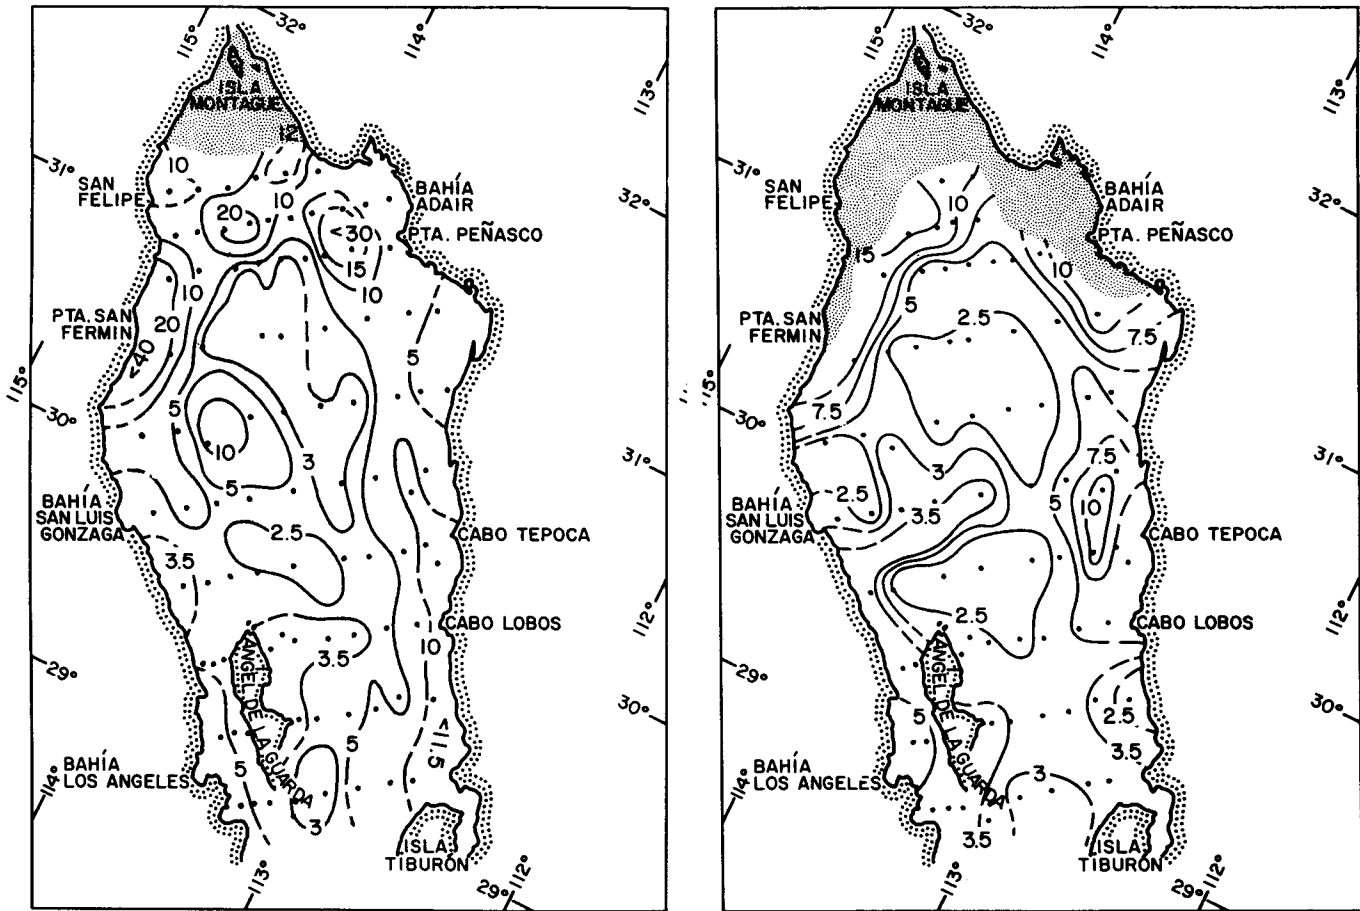 115°
32°
114°
113°
ISLA
MONTAGUE
12
31°
10
SAN
FELIPE
20
10
BAHÍA
ADAIR
32°
<30
PTA. PEÑASCO
15
10
10
PTA. SAN
FERMIN
20
<40
5
115°
30°
5
10
3
5
31°
BAHÍA
SAN LUIS
GONZAGA
2.5
CABO TEPOCA
3.5
112°
CABO LOBOS
3.5
10
29°
ANGEL DE LA GUARDA
30°
5
<1.5
BAHÍA
LOS ANGELES
5
114°
3
ISLA
TIBURÓN
113°
29°
112°
115°
32°
114°
113°
ISLA
MONTAGUE
31°
SAN
FELIPE
10
BAHÍA
ADAIR
32°
PTA. PEÑASCO
15
10
5
2.5
PTA. SAN
FERMIN
7.5
115°
30°
7.5
7.5
31°
3
2.5
BAHÍA
SAN LUIS
GONZAGA
3.5
5
10
CABO TEPOCA
2.5
112°
CABO LOBOS
29°
ANGEL DE LA GUARDA
5
2.5
30°
3.5
BAHÍA
LOS ANGELES
3
114°
3.5
ISLA
TIBURÓN
113°
29°
112°